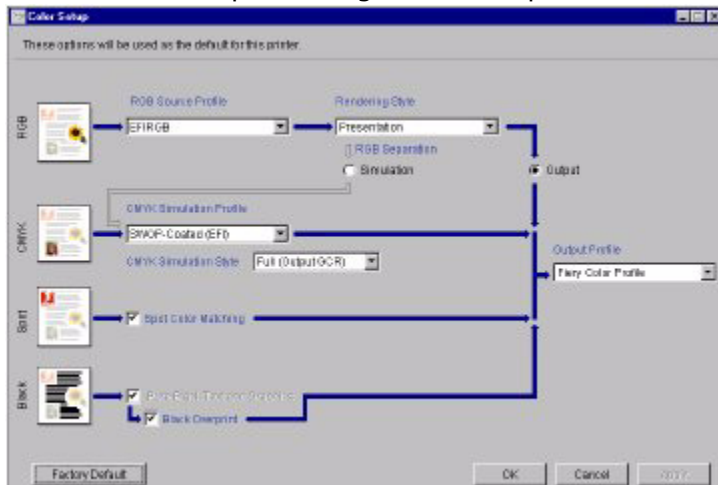 Color Setup
These options will be used as the default for this printer.
RGB Source Profile
Rendering Style
RGB
EFIRGB
Presentation
RGB Separation
Simulation
Output
CMYK Simulation Profile
CMYK
SWOP-Coated (EFI)
Output Profile
CMYK Simulation Style
Full (Output GCR)
Fiery Color Profile
Spot
Spot Color Matching
Black
Black Overprint
Factory Default
OK
Cancel
Apply